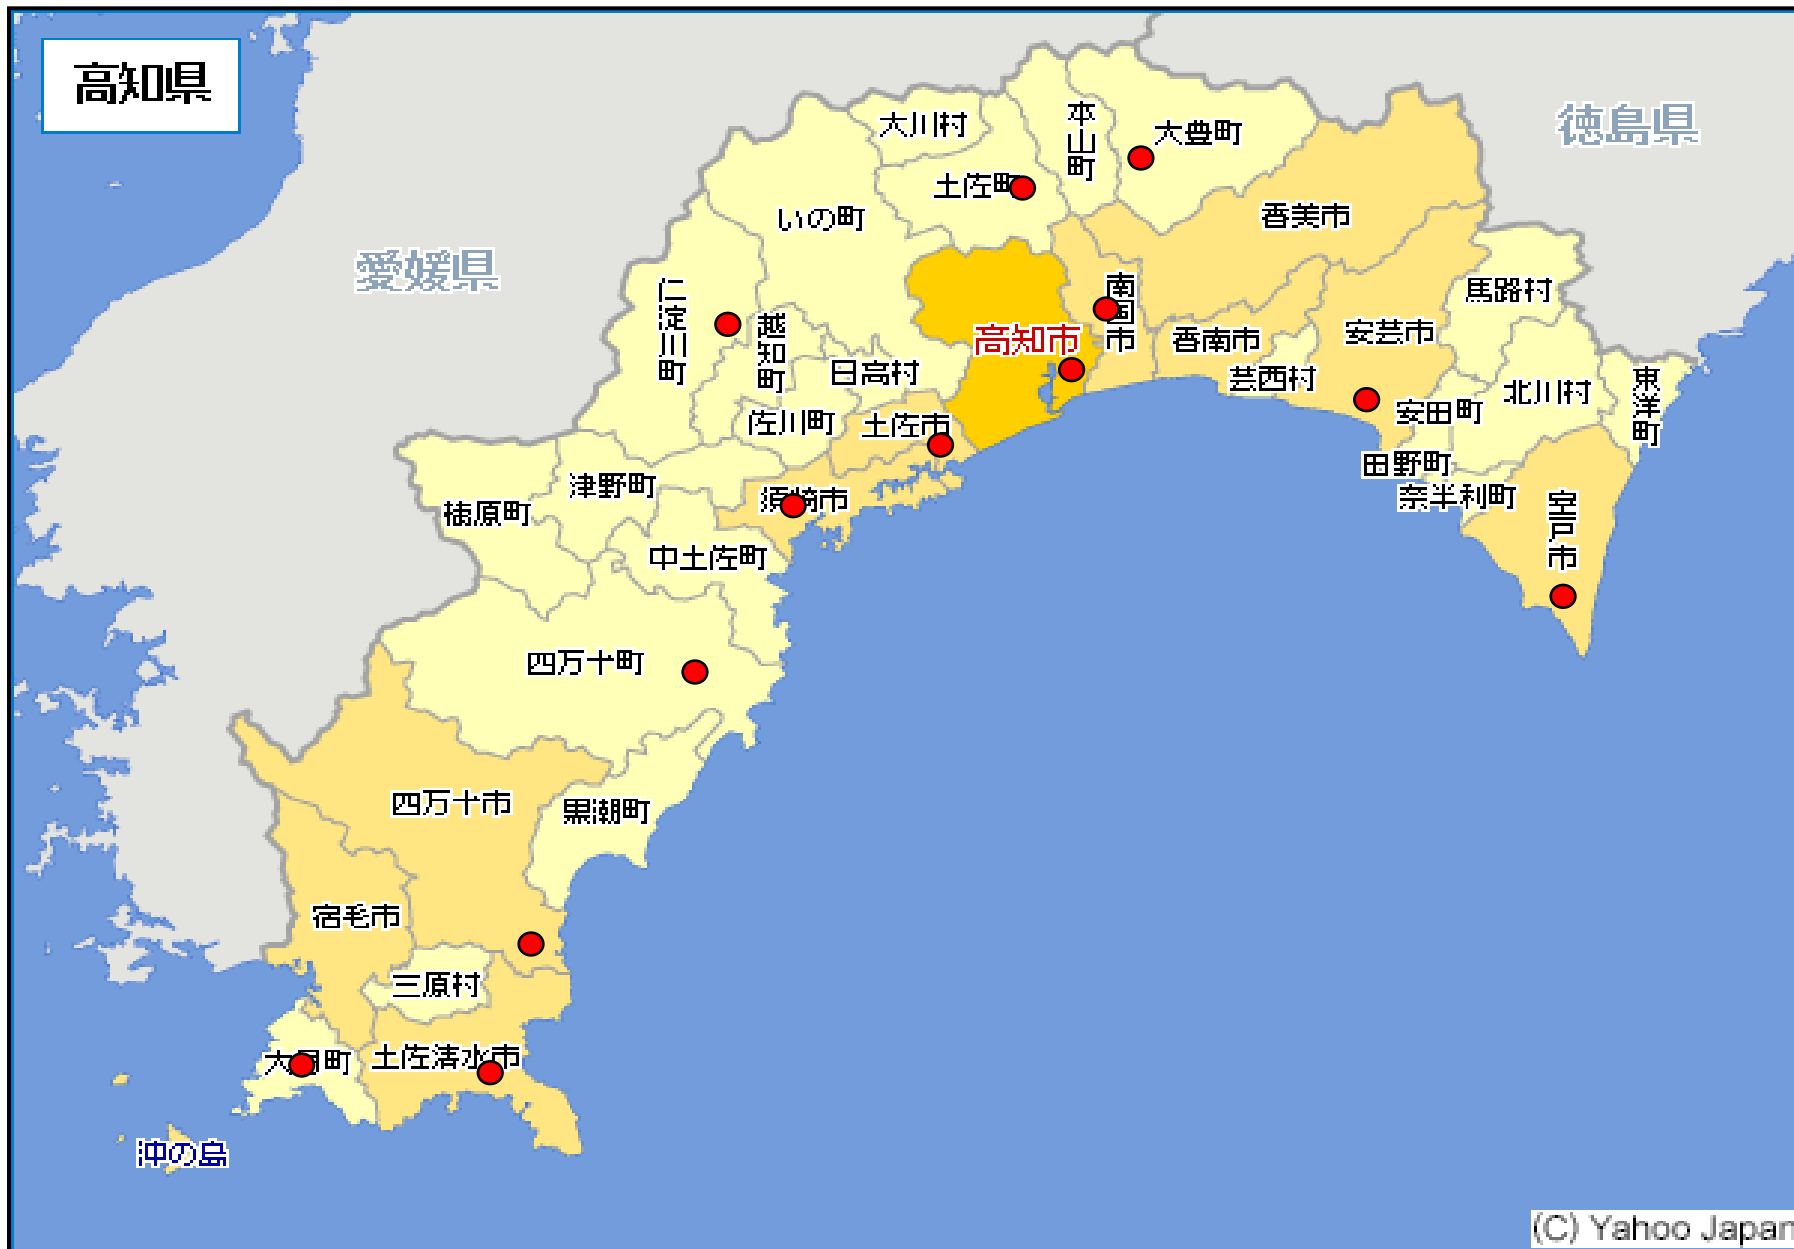 高知県
徳島県
愛媛県
大川村
本山町
大豊町
土佐町
いの町
香美市
馬路村
仁淀川町
越知町
南国市
高知市
香南市
安芸市
日高村
芸西村
北川村
東洋町
佐川町
土佐市
安田町
田野町
津野町
須崎市
奈半利町
梼原町
室戸市
中土佐町
四万十町
四万十市
黒潮町
宿毛市
三原村
大月町
土佐清水市
沖の島
(C) Yahoo Japan